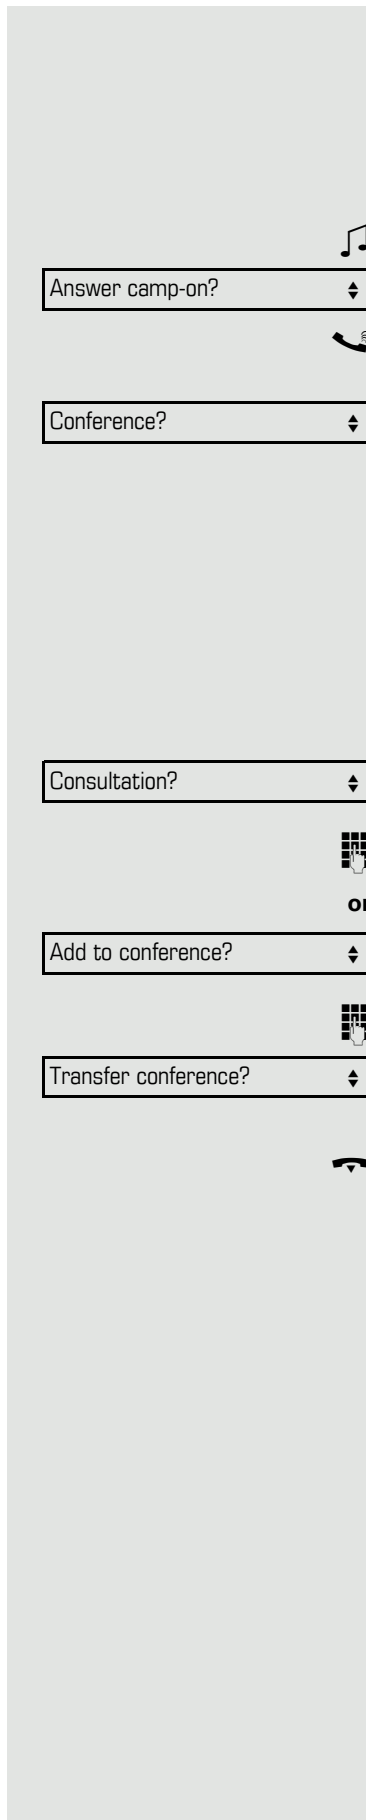 Answer camp-on?
Conference?
Consultation?
or
Add to conference?
Transfer conference?